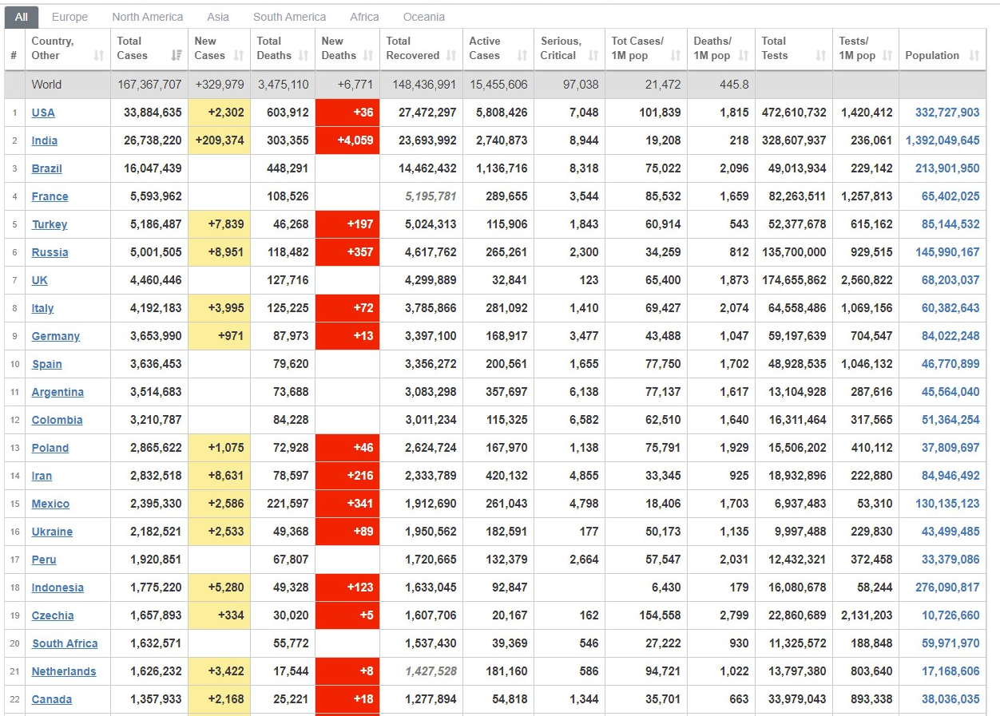 All Europe North America Asia South America Africa Oceania
# Country, Other Total Cases New Cases Total Deaths New Deaths Total Recovered Active Cases Serious, Critical Tot Cases/ 1M pop Deaths/ 1M pop Total Tests Tests/ 1M pop Population
World 167,367,707 +329,979 3,475,110 +6,771 148,436,991 15,455,606 97,038 21,472 445.8
1 USA 33,884,635 +2,302 603,912 +36 27,472,297 5,808,426 7,048 101,839 1,815 472,610,732 1,420,412 332,727,903
2 India 26,738,220 +209,374 303,355 +4,059 23,693,992 2,740,873 8,944 19,208 218 328,607,937 236,061 1,392,049,645
3 Brazil 16,047,439 448,291 14,462,432 1,136,716 8,318 75,022 2,096 49,013,934 229,142 213,901,950
4 France 5,593,962 108,526 5,195,781 289,655 3,544 85,532 1,659 82,263,511 1,257,813 65,402,025
5 Turkey 5,186,487 +7,839 46,268 +197 5,024,313 115,906 1,843 60,914 543 52,377,678 615,162 85,144,532
6 Russia 5,001,505 +8,951 118,482 +357 4,617,762 265,261 2,300 34,259 812 135,700,000 929,515 145,990,167
7 UK 4,460,446 127,716 4,299,889 32,841 123 65,400 1,873 174,655,862 2,560,822 68,203,037
8 Italy 4,192,183 +3,995 125,225 +72 3,785,866 281,092 1,410 69,427 2,074 64,558,486 1,069,156 60,382,643
9 Germany 3,653,990 +971 87,973 +13 3,397,100 168,917 3,477 43,488 1,047 59,197,639 704,547 84,022,248
10 Spain 3,636,453 79,620 3,356,272 200,561 1,655 77,750 1,702 48,928,535 1,046,132 46,770,899
11 Argentina 3,514,683 73,688 3,083,298 357,697 6,138 77,137 1,617 13,104,928 287,616 45,564,040
12 Colombia 3,210,787 84,228 3,011,234 115,325 6,582 62,510 1,640 16,311,464 317,565 51,364,254
13 Poland 2,865,622 +1,075 72,928 +46 2,624,724 167,970 1,138 75,791 1,929 15,506,202 410,112 37,809,697
14 Iran 2,832,518 +8,631 78,597 +216 2,333,789 420,132 4,855 33,345 925 18,932,896 222,880 84,946,492
15 Mexico 2,395,330 +2,586 221,597 +341 1,912,690 261,043 4,798 18,406 1,703 6,937,483 53,310 130,135,123
16 Ukraine 2,182,521 +2,533 49,368 +89 1,950,562 182,591 177 50,173 1,135 9,997,488 229,830 43,499,485
17 Peru 1,920,851 67,807 1,720,665 132,379 2,664 57,547 2,031 12,432,321 372,458 33,379,086
18 Indonesia 1,775,220 +5,280 49,328 +123 1,633,045 92,847 6,430 179 16,080,678 58,244 276,090,817
19 Czechia 1,657,893 +334 30,020 +5 1,607,706 20,167 162 154,558 2,799 22,860,689 2,131,203 10,726,660
20 South Africa 1,632,571 55,772 1,537,430 39,369 546 27,222 930 11,325,572 188,848 59,971,970
21 Netherlands 1,626,232 +3,422 17,544 +8 1,427,528 181,160 586 94,721 1,022 13,797,380 803,640 17,168,606
22 Canada 1,357,933 +2,168 25,221 +18 1,277,894 54,818 1,344 35,701 663 33,979,043 893,338 38,036,035